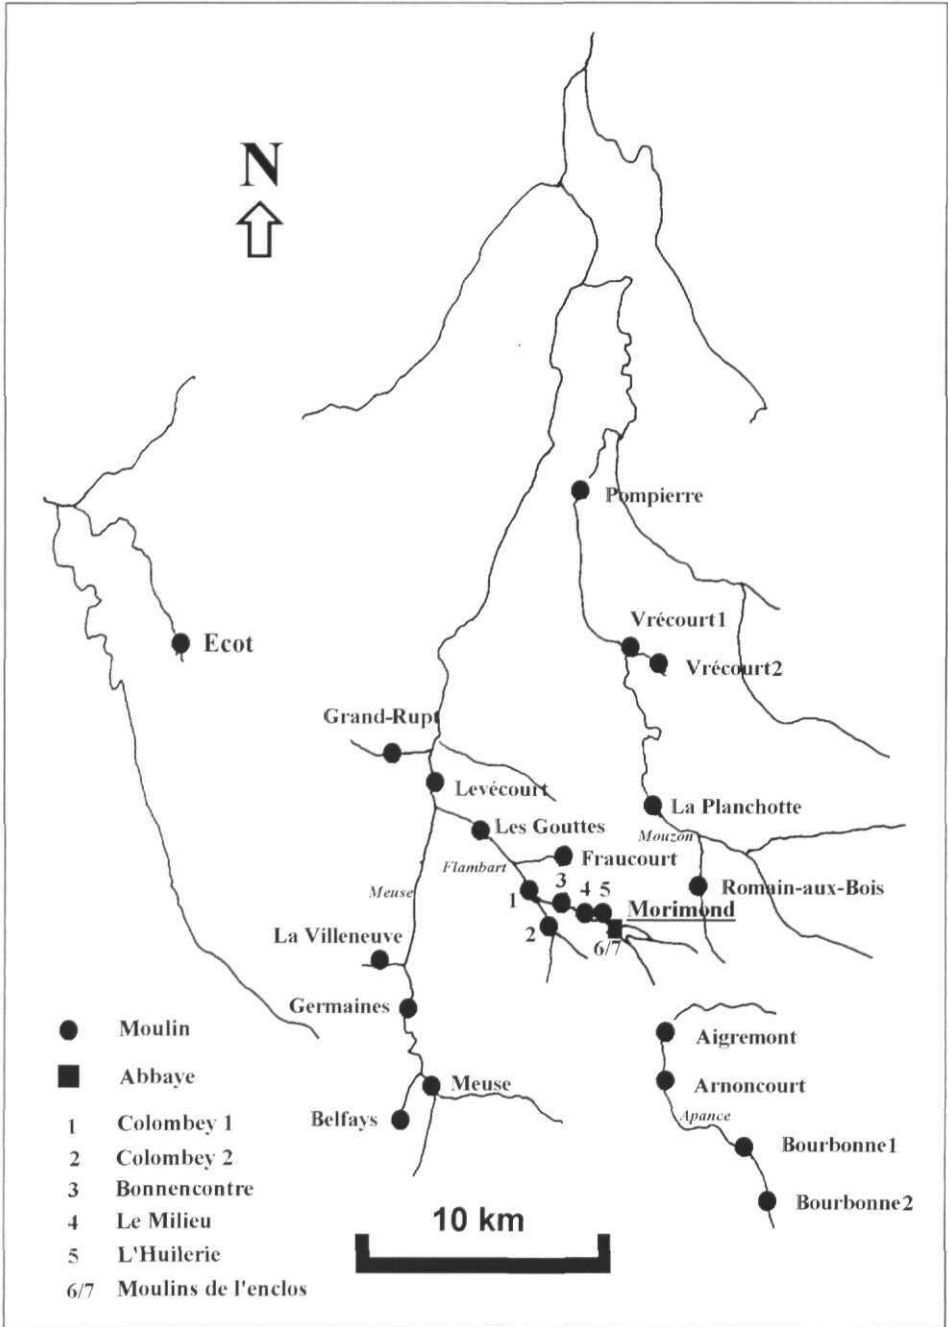 N
Pompierre
Vrécourt1
Ecot
Vrécourt2
Grand-Rupt
Levécourt
La Planchotte
Les Gouttes
Mouzon
Flambart
Fraucourt
Meuse
1
3
4
5
Romain-aux-Bois
Morimond
2
6/7
La Villeneuve
Germaines
Moulin
Aigremont
Abbaye
Meuse
Arnoncourt
Belfays
Apance
1 Colombey 1
Bourbonne1
2 Colombey 2
3 Bonnencontre
Bourbonne2
4 Le Milieu
10 km
5 L'Huilerie
6/7 Moulins de l'enclos